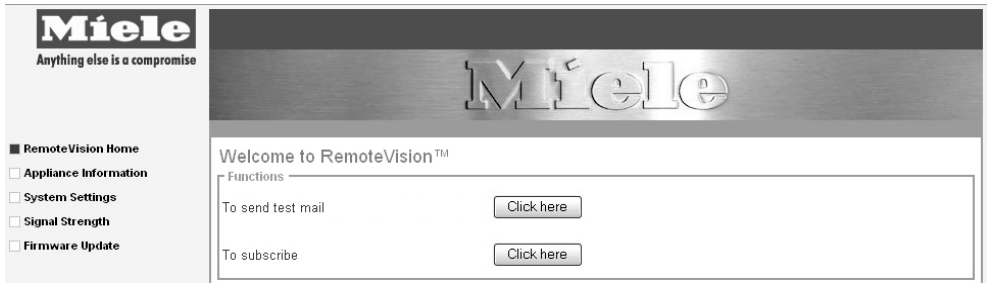 Miele
Anything else is a compromise
Miele
RemoteVision Home
Appliance Information
System Settings
Signal Strength
Firmware Update
Welcome to RemoteVision™
Functions
To send test mail Click here
To subscribe Click here